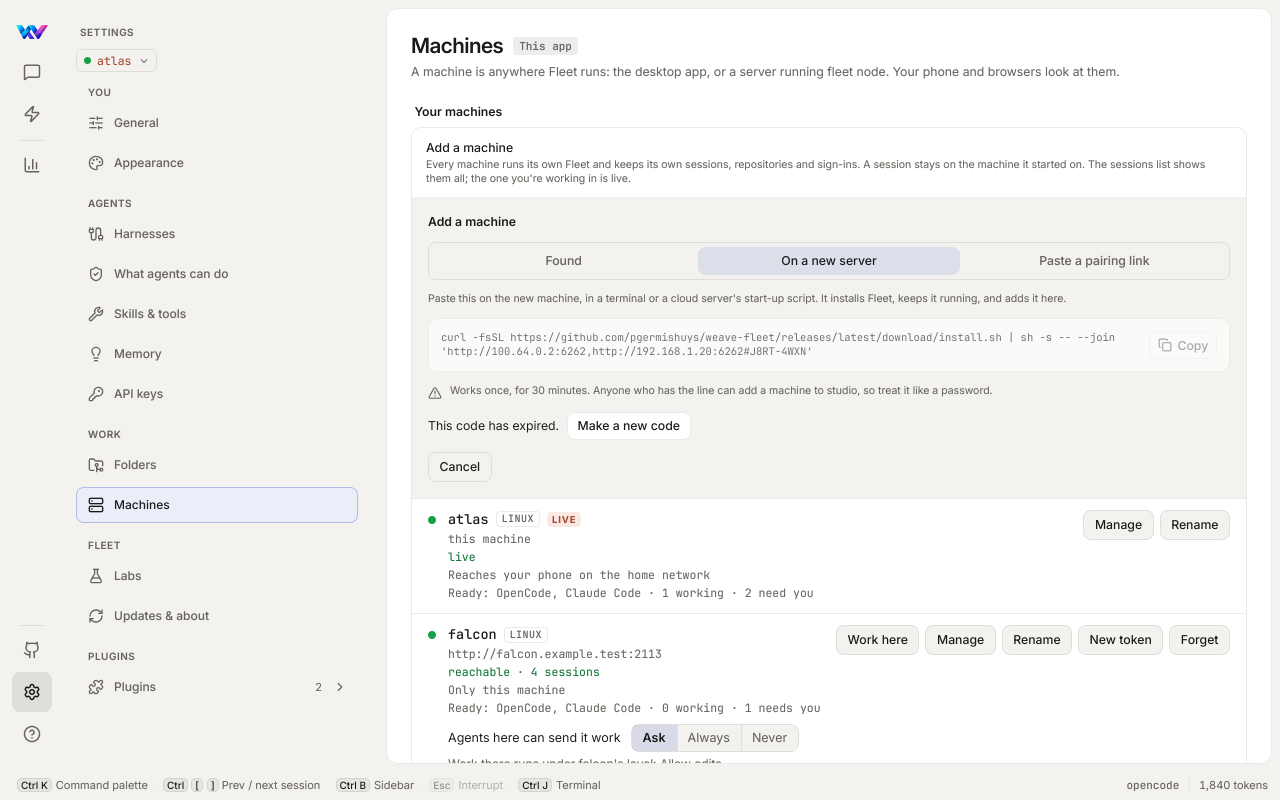 SETTINGS
atlas
YOU
General
Appearance
AGENTS
Harnesses
What agents can do
Skills & tools
Memory
API keys
WORK
Folders
Machines
FLEET
Labs
Updates & about
PLUGINS
Plugins 2
Machines This app
A machine is anywhere Fleet runs: the desktop app, or a server running fleet node. Your phone and browsers look at them.
Your machines
Add a machine
Every machine runs its own Fleet and keeps its own sessions, repositories and sign-ins. A session stays on the machine it started on. The sessions list shows
them all; the one you're working in is live.
Add a machine
Found On a new server Paste a pairing link
Paste this on the new machine, in a terminal or a cloud server's start-up script. It installs Fleet, keeps it running, and adds it here.
curl -fsSL https://github.com/pgermishuys/weave-fleet/releases/latest/download/install.sh | sh -s -- --join
'http://100.64.0.2:6262,http://192.168.1.20:6262#J8RT-4WXN'
Copy
Works once, for 30 minutes. Anyone who has the line can add a machine to studio, so treat it like a password.
This code has expired. Make a new code
Cancel
atlas LINUX LIVE Manage Rename
this machine
live
Reaches your phone on the home network
Ready: OpenCode, Claude Code · 1 working · 2 need you
falcon LINUX Work here Manage Rename New token Forget
http://falcon.example.test:2113
reachable · 4 sessions
Only this machine
Ready: OpenCode, Claude Code · 0 working · 1 needs you
Agents here can send it work Ask Always Never
Work there runs under falcon's level: Allow edits
Ctrl K Command palette Ctrl [ ] Prev / next session Ctrl B Sidebar Esc Interrupt Ctrl J Terminal opencode 1,840 tokens